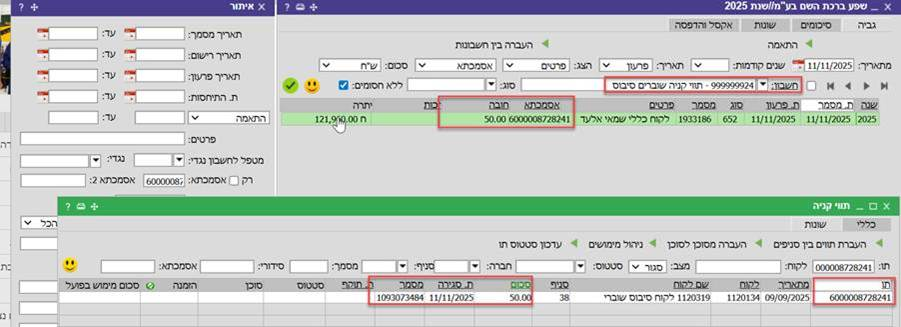 שפע ברכת השם בע"מ//שנת 2025
גביה
סיכומים
שונות
אקסל והדפסה
התאמה
העברה בין חשבונות
מתאריך: 11/11/2025 שנים קודמות: תאריך: פרעון הצג: פרטים אסמכתא סכום: ש"ח
חשבון: 999999924 - תווי קניה שוברים סיבוס סוג: ללא חסומים:
שנה ת. מסמך ת. פרעון סוג מסמך פרטים אסמכתא חובה זכות יתרה
2025 11/11/2025 11/11/2025 652 1933186 לקוח כללי שמאי אלעד 6000008728241 50.00 ח 121,960.00
איתור
תאריך מסמך: עד:
תאריך רישום: עד:
תאריך פרעון: עד:
ת. התיחסות: עד:
התאמה
פרטים:
מטפל לחשבון נגדי: נגדי:
רק אסמכתא: 6000008 אסמכתא 2:
הכל
תווי קניה
כללי
שונות
העברת תווים בין סניפים
העברה מסוכן לסוכן
ניהול מימושים
עדכון סטטוס תו
תו: 000008728241 לקוח: מצב: סגור סטטוס: חברה: סניף: מסמך: סידורי: אסמכתא:
תו מתאריך לקוח שם לקוח סניף סכום ת. סגירה מסמך ת. תוקף סטטוס סוכן הזמנה סכום מימוש בפועל
6000008728241 09/09/2025 1120134 1120319 לקוח סיבוס שוברי 38 50.00 11/11/2025 1093073484